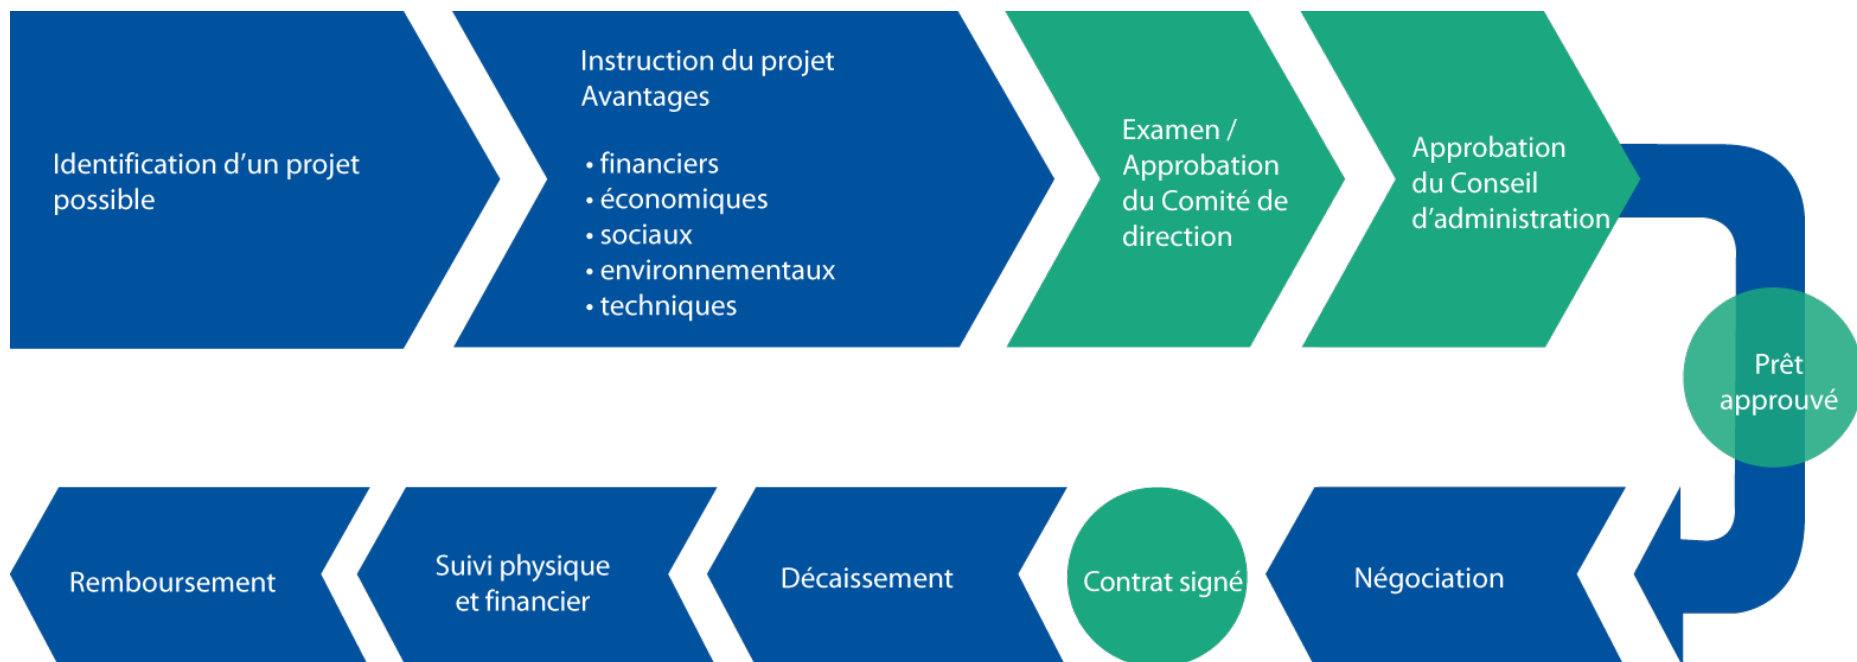 Identification d’un projet
possible
Instruction du projet
Avantages
• financiers
• économiques
• sociaux
• environnementaux
• techniques
Examen /
Approbation
du Comité de
direction
Approbation
du Conseil
d’administration
Prêt
approuvé
Négociation
Contrat signé
Décaissement
Suivi physique
et financier
Remboursement